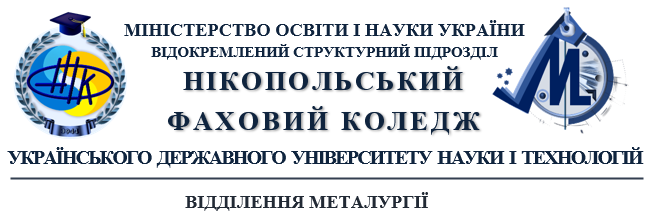 МІНІСТЕРСТВО ОСВІТИ І НАУКИ УКРАЇНИ
ВІДОКРЕМЛЕНИЙ СТРУКТУРНИЙ ПІДРОЗДІЛ
НІКОПОЛЬСЬКИЙ
ФАХОВИЙ КОЛЕДЖ
УКРАЇНСЬКОГО ДЕРЖАВНОГО УНІВЕРСИТЕТУ НАУКИ І ТЕХНОЛОГІЙ
ВІДДІЛЕННЯ МЕТАЛУРГІЇ